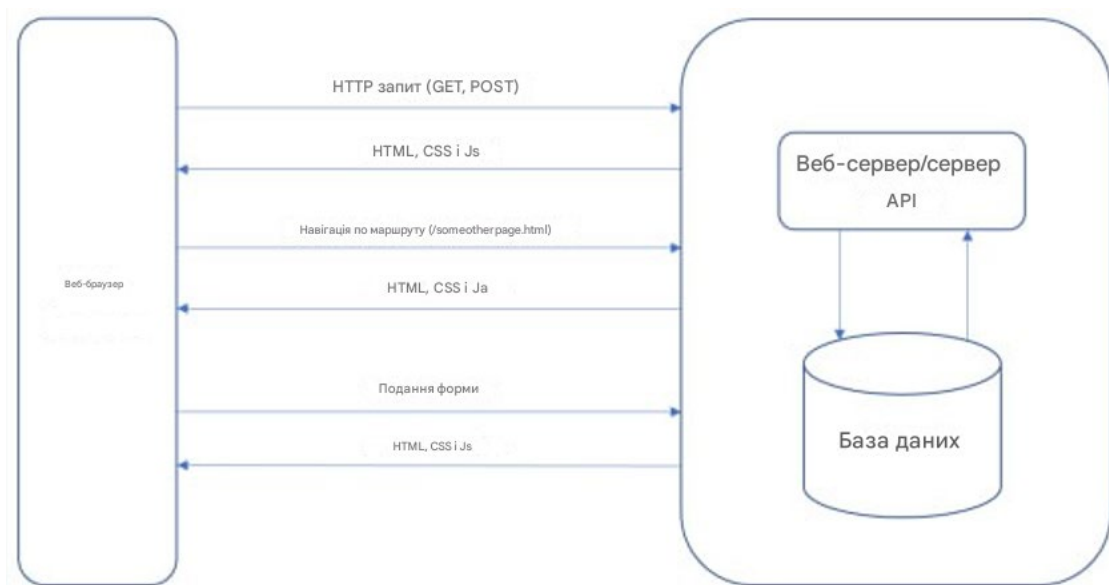 HTTP запит (GET, POST)
HTML, CSS і Js
Веб-сервер/сервер
API
Навігація по маршруту (/someotherpage.html)
Веб-браузер
HTML, CSS і Ja
Подання форми
База даних
HTML, CSS і Js